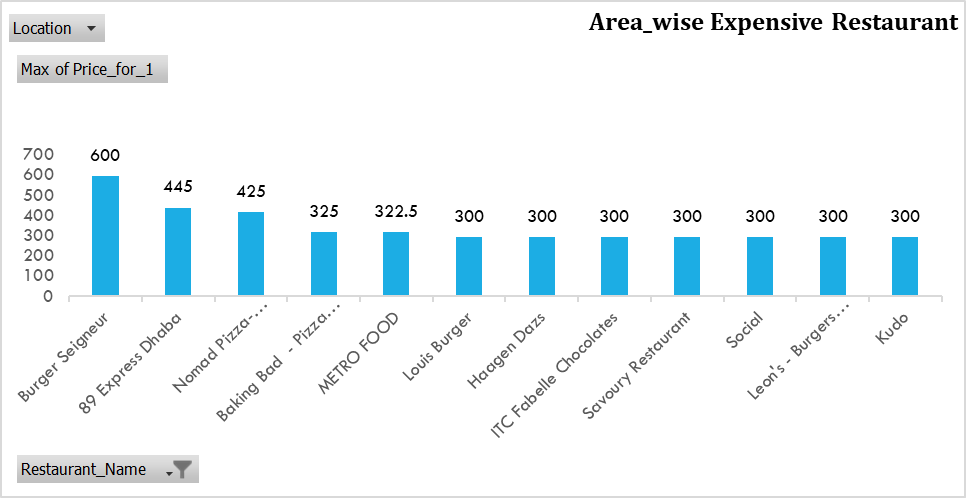 Location
Area_wise Expensive Restaurant
Max of Price_for_1
700
600
500
400
300
200
100
0
600
445
425
325
322.5
300
300
300
300
300
300
300
Burger Seigneur
89 Express Dhaba
Nomad Pizza-...
Baking Bad - Pizza...
METRO FOOD
Louis Burger
Haagen Dazs
ITC Fabelle Chocolates
Savoury Restaurant
Social
Leon's - Burgers...
Kudo
Restaurant_Name